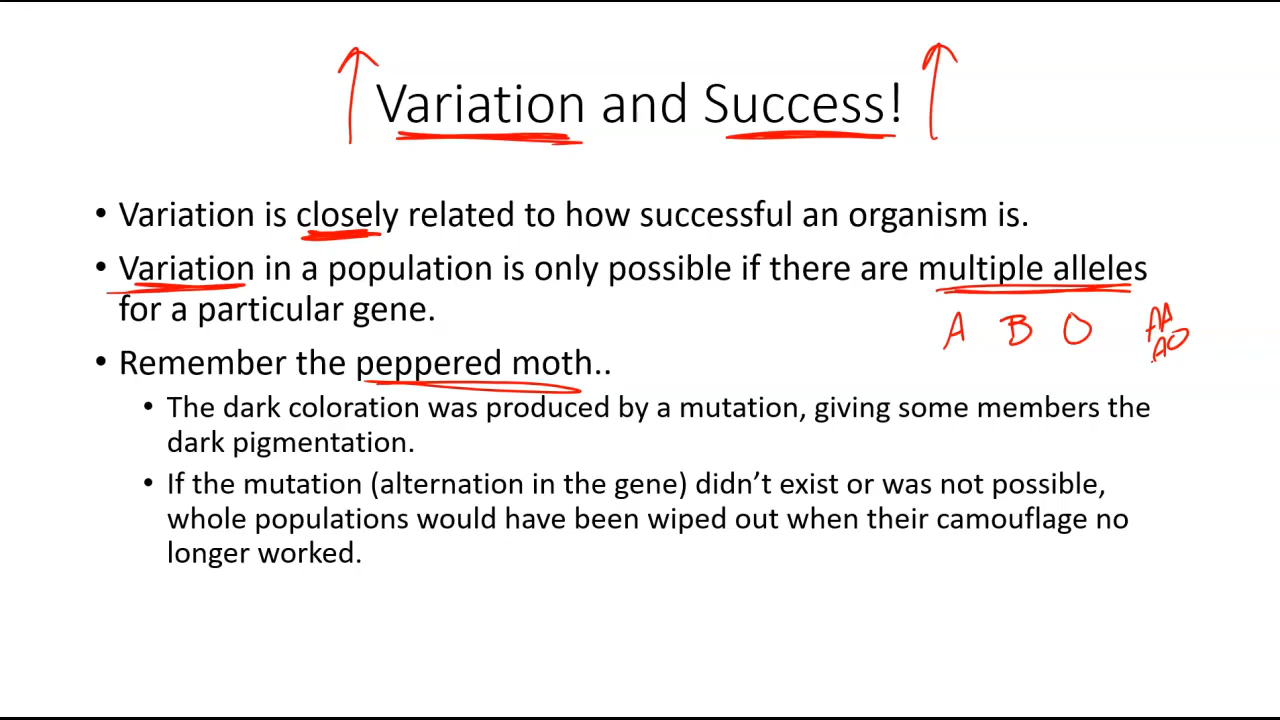 Variation and Success!
• Variation is closely related to how successful an organism is.
• Variation in a population is only possible if there are multiple alleles
for a particular gene.
A B O AA
AO
• Remember the peppered moth..
• The dark coloration was produced by a mutation, giving some members the
dark pigmentation.
• If the mutation (alternation in the gene) didn’t exist or was not possible,
whole populations would have been wiped out when their camouflage no
longer worked.